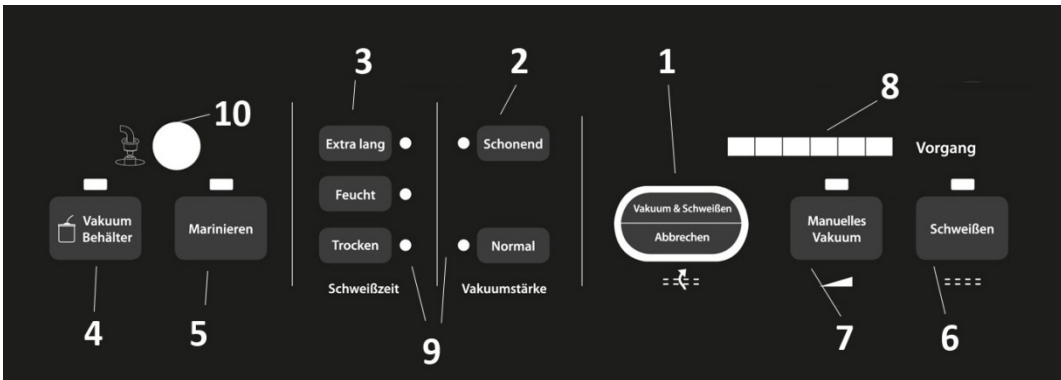 3
2
1
8
10
Extra lang
Schonend
Vorgang
Feucht
Vakuum
Behälter
Marinieren
Trocken
Normal
Vakuum & Schweißen
Abbrechen
Manuelles
Vakuum
Schweißen
Schweißzeit
Vakuumstärke
4
5
9
7
6